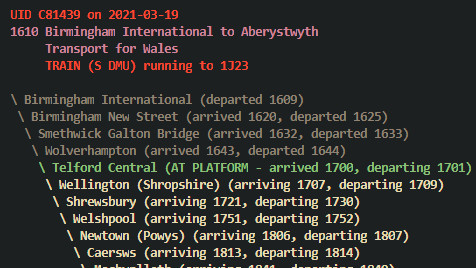 UID C81439 on 2021-03-19
1610 Birmingham International to Aberystwyth
Transport for Wales
TRAIN (S DMU) running to 1J23
\ Birmingham International (departed 1609)
\ Birmingham New Street (arrived 1620, departed 1625)
\ Smethwick Galton Bridge (arrived 1632, departed 1633)
\ Wolverhampton (arrived 1643, departed 1644)
\ Telford Central (AT PLATFORM - arrived 1700, departing 1701)
\ Wellington (Shropshire) (arriving 1707, departing 1709)
\ Shrewsbury (arriving 1721, departing 1730)
\ Welshpool (arriving 1751, departing 1752)
\ Newtown (Powys) (arriving 1806, departing 1807)
\ Caersws (arriving 1813, departing 1814)